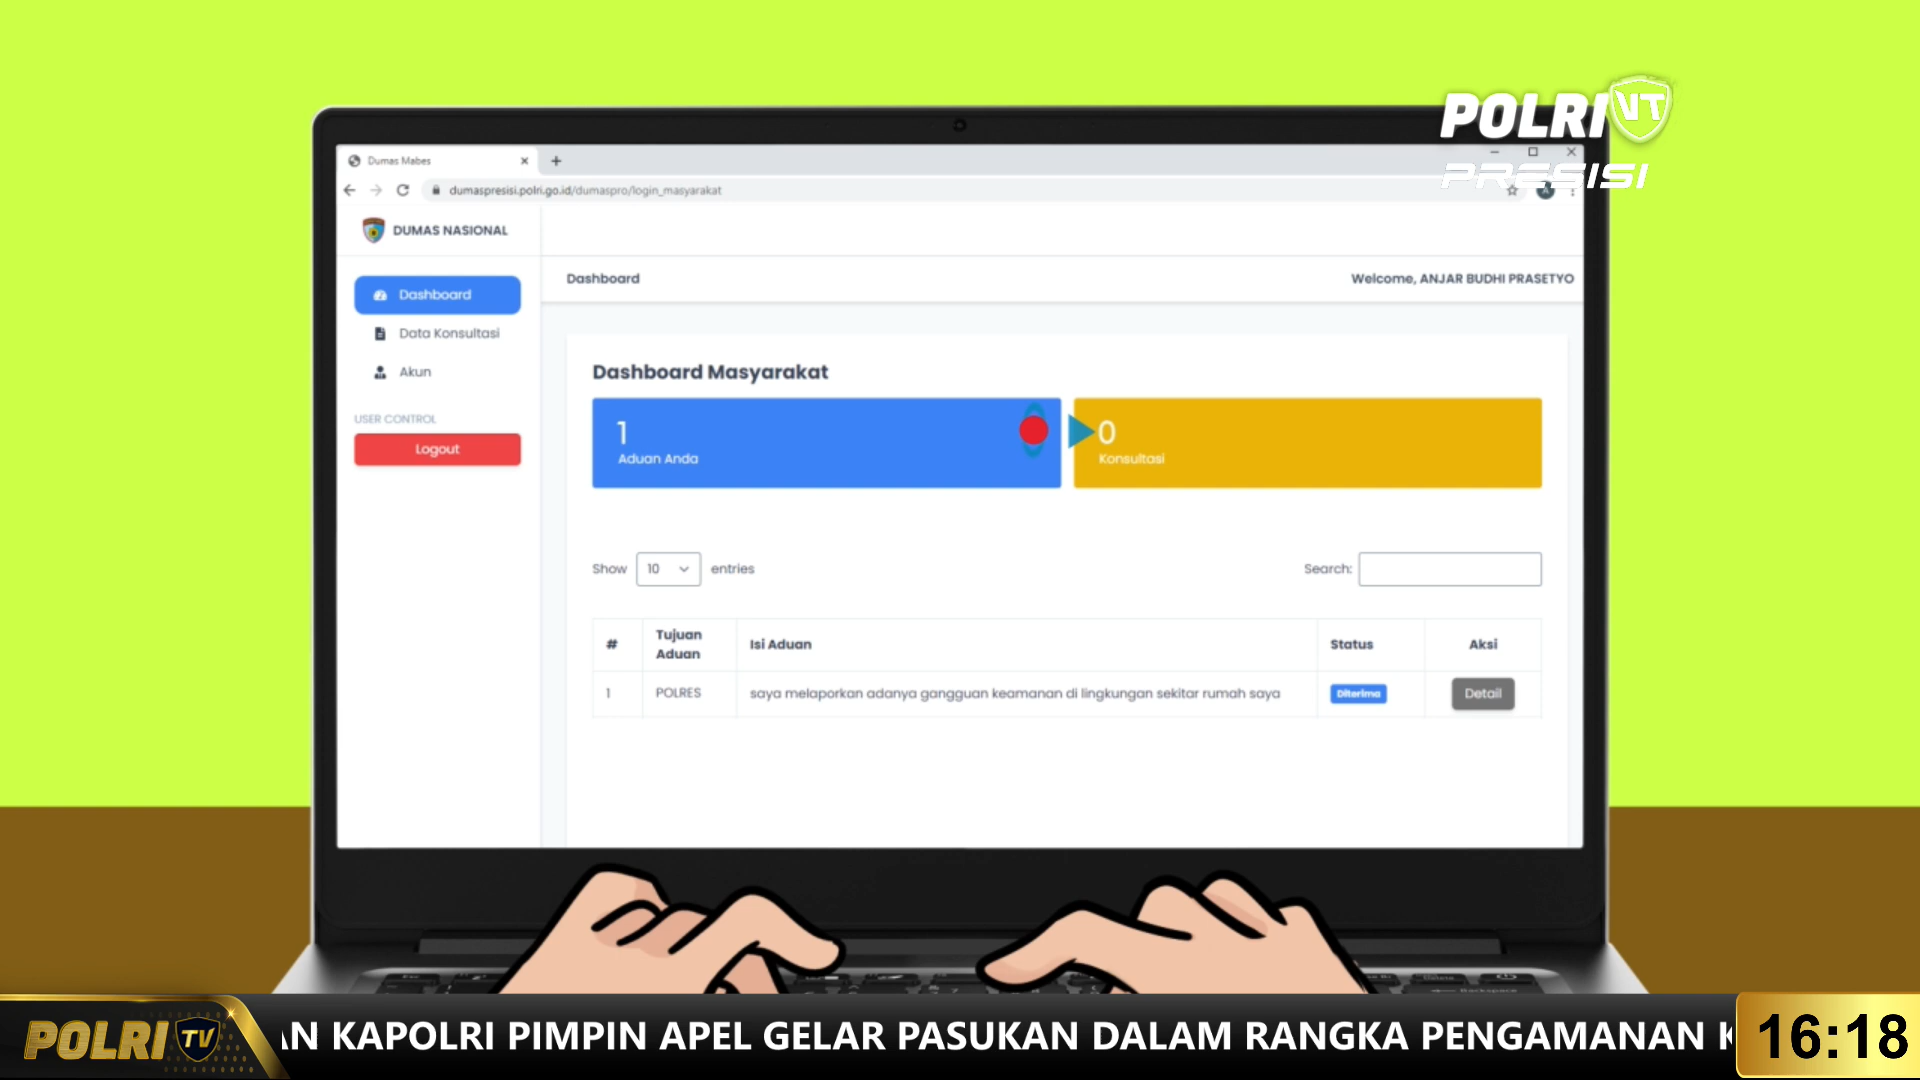 POLRI TV
PRESISI
Dumas Mabes
dumaspresisi.polri.go.id/dumaspro/login_masyarakat
DUMAS NASIONAL
Dashboard
Welcome, ANJAR BUDHI PRASETYO
Dashboard
Data Konsultasi
Akun
USER CONTROL
Logout
Dashboard Masyarakat
1
Aduan Anda
0
Konsultasi
Show 10 entries
Search:
# Tujuan Aduan Isi Aduan Status Aksi
1 POLRES saya melaporkan adanya gangguan keamanan di lingkungan sekitar rumah saya Diterima Detail
POLRI TV
KAPOLRI PIMPIN APEL GELAR PASUKAN DALAM RANGKA PENGAMANAN
16:18